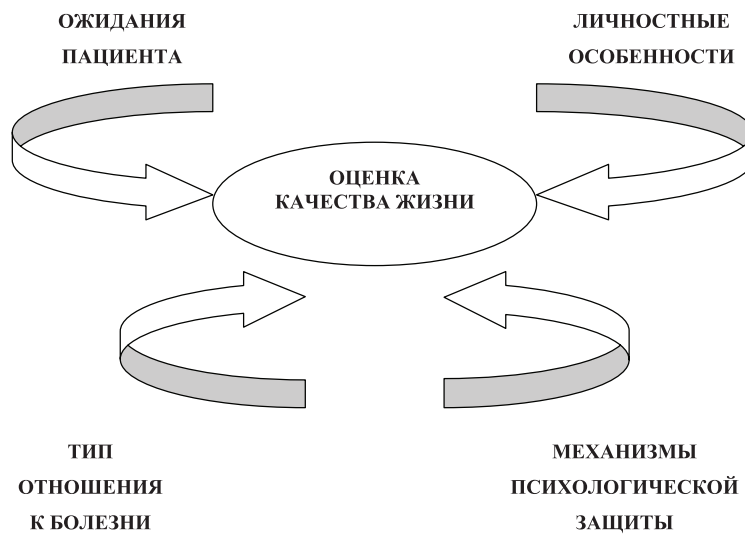 ОЖИДАНИЯ
ПАЦИЕНТА
ЛИЧНОСТНЫЕ
ОСОБЕННОСТИ
ОЦЕНКА
КАЧЕСТВА ЖИЗНИ
ТИП
ОТНОШЕНИЯ
К БОЛЕЗНИ
МЕХАНИЗМЫ
ПСИХОЛОГИЧЕСКОЙ
ЗАЩИТЫ